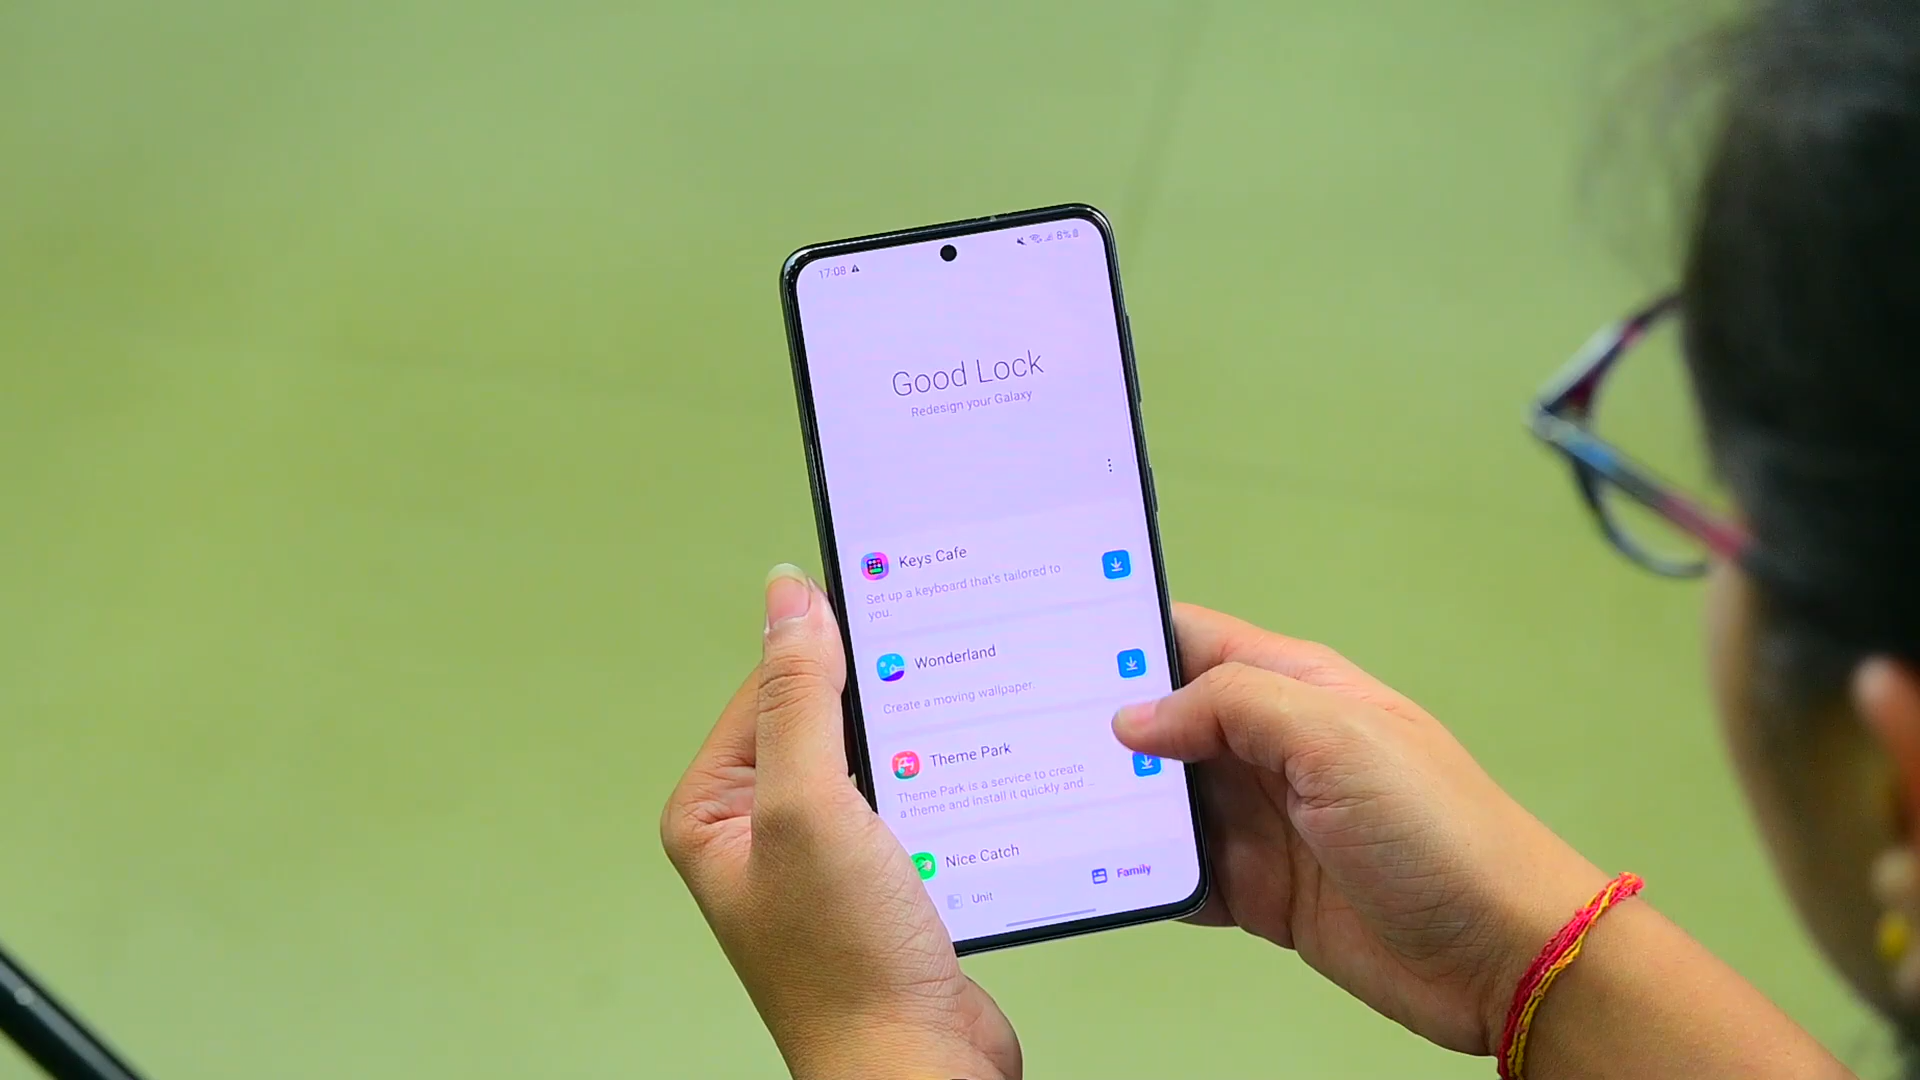 17:08
8%
Good Lock
Redesign your Galaxy
Keys Cafe
Set up a keyboard that's tailored to
you.
Wonderland
Create a moving wallpaper.
Theme Park
Theme Park is a service to create
a theme and install it quickly and ...
Nice Catch
Unit
Family